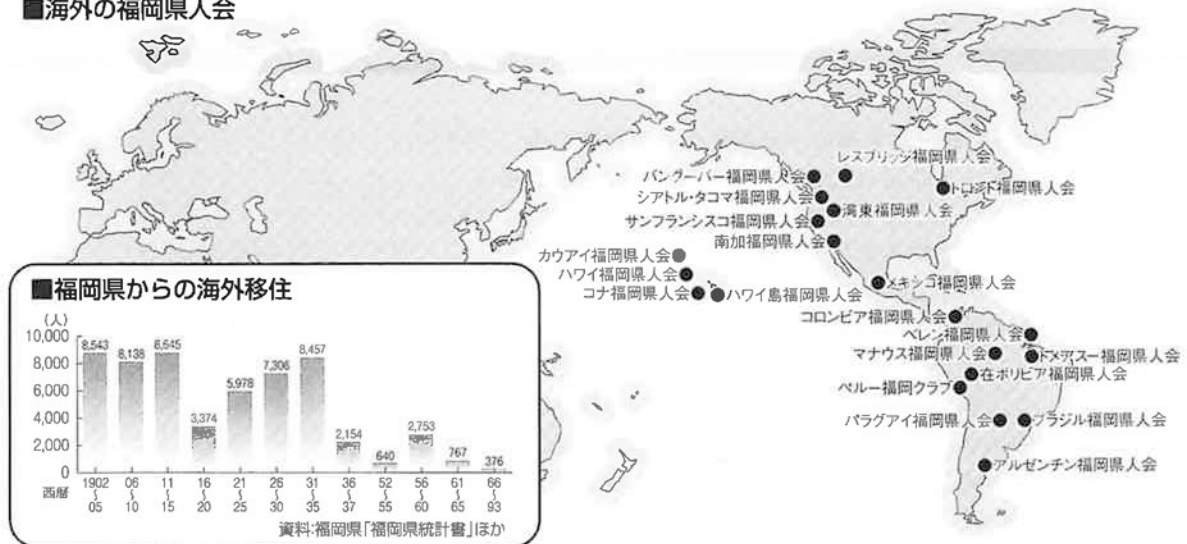 ■海外の福岡県人会
レスブリッジ福岡県人会
バンクーバー福岡県人会
トロント福岡県人会
シアトル・タコマ福岡県人会
湾東福岡県人会
サンフランシスコ福岡県人会
南加福岡県人会
カウアイ福岡県人会
ハワイ福岡県人会
コナ福岡県人会
ハワイ島福岡県人会
メキシコ福岡県人会
コロンビア福岡県人会
ベレン福岡県人会
マナウス福岡県人会
トメアスー福岡県人会
在ボリビア福岡県人会
ペルー福岡クラブ
パラグアイ福岡県人会
ブラジル福岡県人会
アルゼンチン福岡県人会
■福岡県からの海外移住
(人)
10,000
8,000
6,000
4,000
2,000
0
8,543
8,138
8,645
3,374
5,978
7,306
8,457
2,154
640
2,753
767
376
西暦
1902〜05
06〜10
11〜15
16〜20
21〜25
26〜30
31〜35
36〜37
52〜55
56〜60
61〜65
66〜93
資料:福岡県「福岡県統計書」ほか